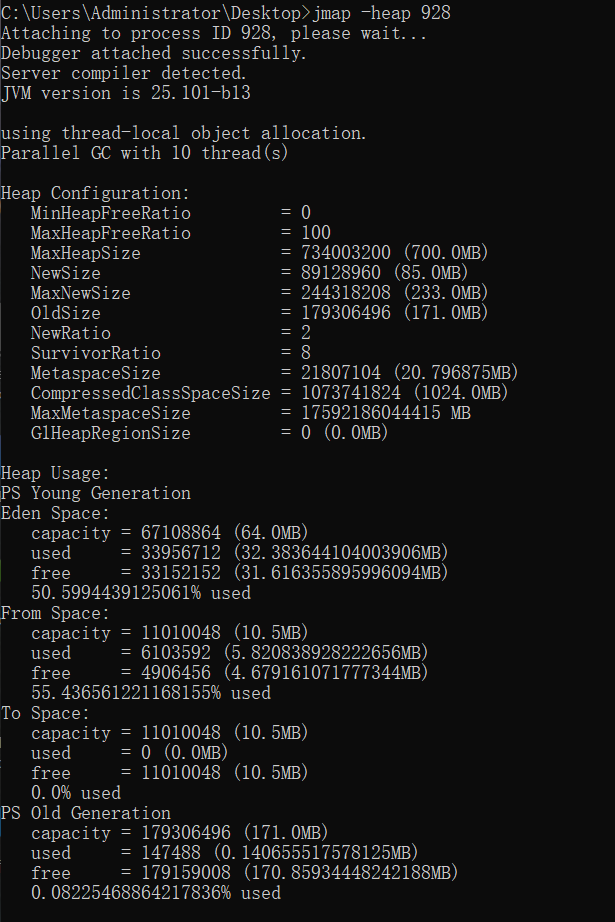 C:\Users\Administrator\Desktop>jmap -heap 928
Attaching to process ID 928, please wait...
Debugger attached successfully.
Server compiler detected.
JVM version is 25.101-b13

using thread-local object allocation.
Parallel GC with 10 thread(s)

Heap Configuration:
   MinHeapFreeRatio         = 0
   MaxHeapFreeRatio         = 100
   MaxHeapSize              = 734003200 (700.0MB)
   NewSize                  = 89128960 (85.0MB)
   MaxNewSize               = 244318208 (233.0MB)
   OldSize                  = 179306496 (171.0MB)
   NewRatio                 = 2
   SurvivorRatio            = 8
   MetaspaceSize            = 21807104 (20.796875MB)
   CompressedClassSpaceSize = 1073741824 (1024.0MB)
   MaxMetaspaceSize         = 17592186044415 MB
   G1HeapRegionSize         = 0 (0.0MB)

Heap Usage:
PS Young Generation
Eden Space:
   capacity = 67108864 (64.0MB)
   used     = 33956712 (32.383644104003906MB)
   free     = 33152152 (31.616355895996094MB)
   50.5994439125061% used
From Space:
   capacity = 11010048 (10.5MB)
   used     = 6103592 (5.820838928222656MB)
   free     = 4906456 (4.679161071777344MB)
   55.436561221168155% used
To Space:
   capacity = 11010048 (10.5MB)
   used     = 0 (0.0MB)
   free     = 11010048 (10.5MB)
   0.0% used
PS Old Generation
   capacity = 179306496 (171.0MB)
   used     = 147488 (0.140655517578125MB)
   free     = 179159008 (170.85934448242188MB)
   0.08225468864217836% used